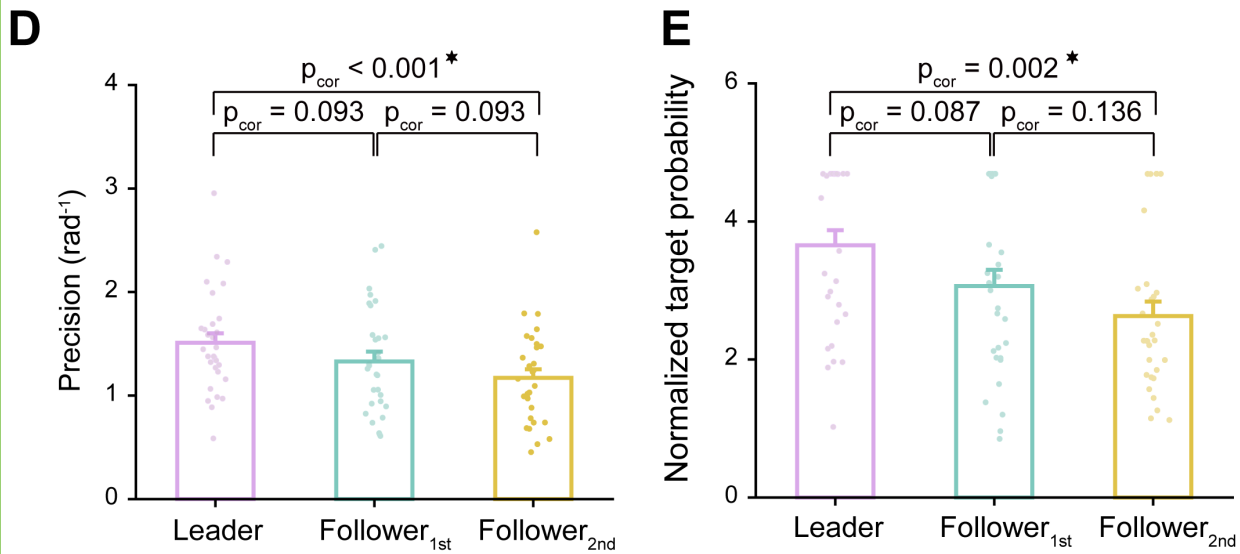 D
p_cor < 0.001 ★
p_cor = 0.093 p_cor = 0.093
4
3
2
1
0
Precision (rad⁻¹)
Leader Follower_1st Follower_2nd
E
p_cor = 0.002 ★
p_cor = 0.087 p_cor = 0.136
6
4
2
0
Normalized target probability
Leader Follower_1st Follower_2nd